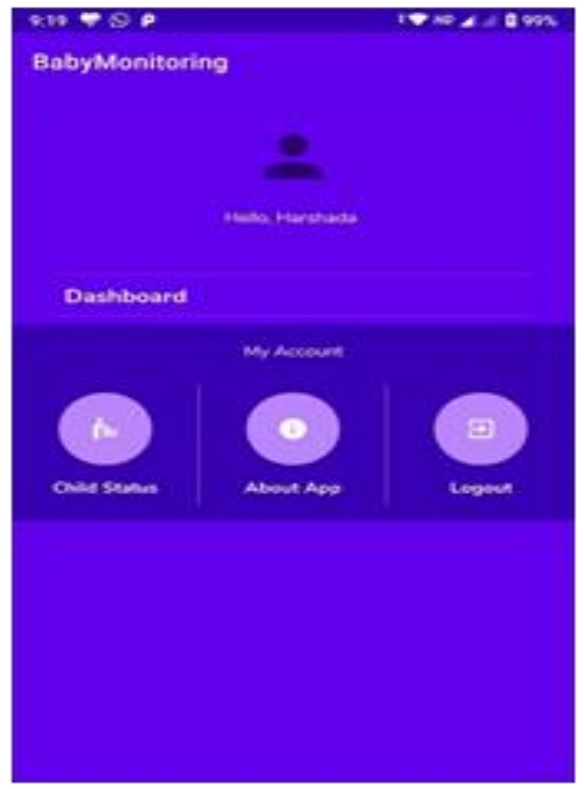 9:19 99%
BabyMonitoring
Hello, Harshada
Dashboard
My Account
Child Status About App Logout